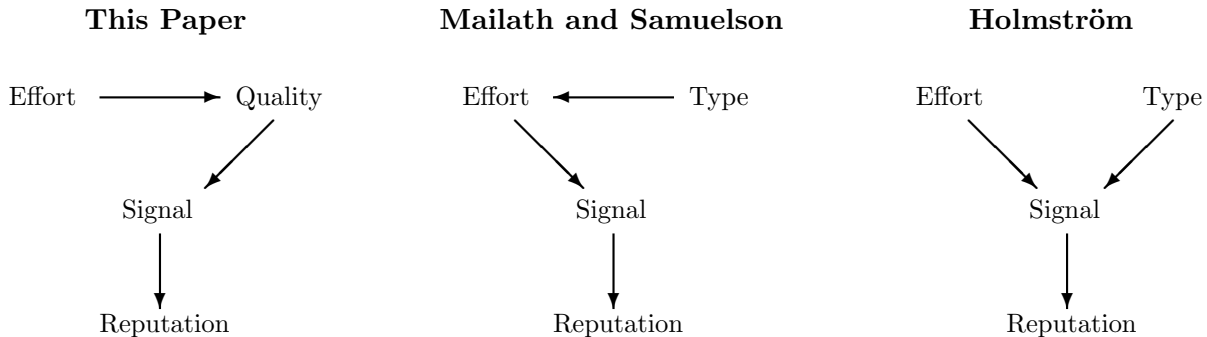 This Paper
Effort Quality
Signal
Reputation
Mailath and Samuelson
Effort Type
Signal
Reputation
Holmström
Effort Type
Signal
Reputation